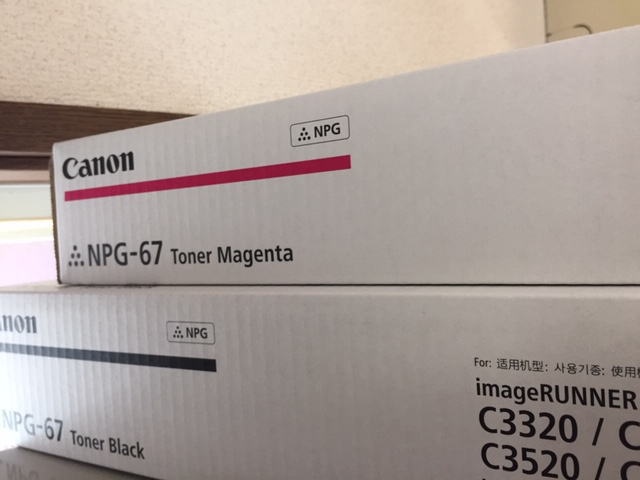 Canon
NPG
NPG-67 Toner Magenta
NPG
NPG-67 Toner Black
For: 适用机型: 사용기종: 使用
imageRUNNER
C3320 /
C3520 /